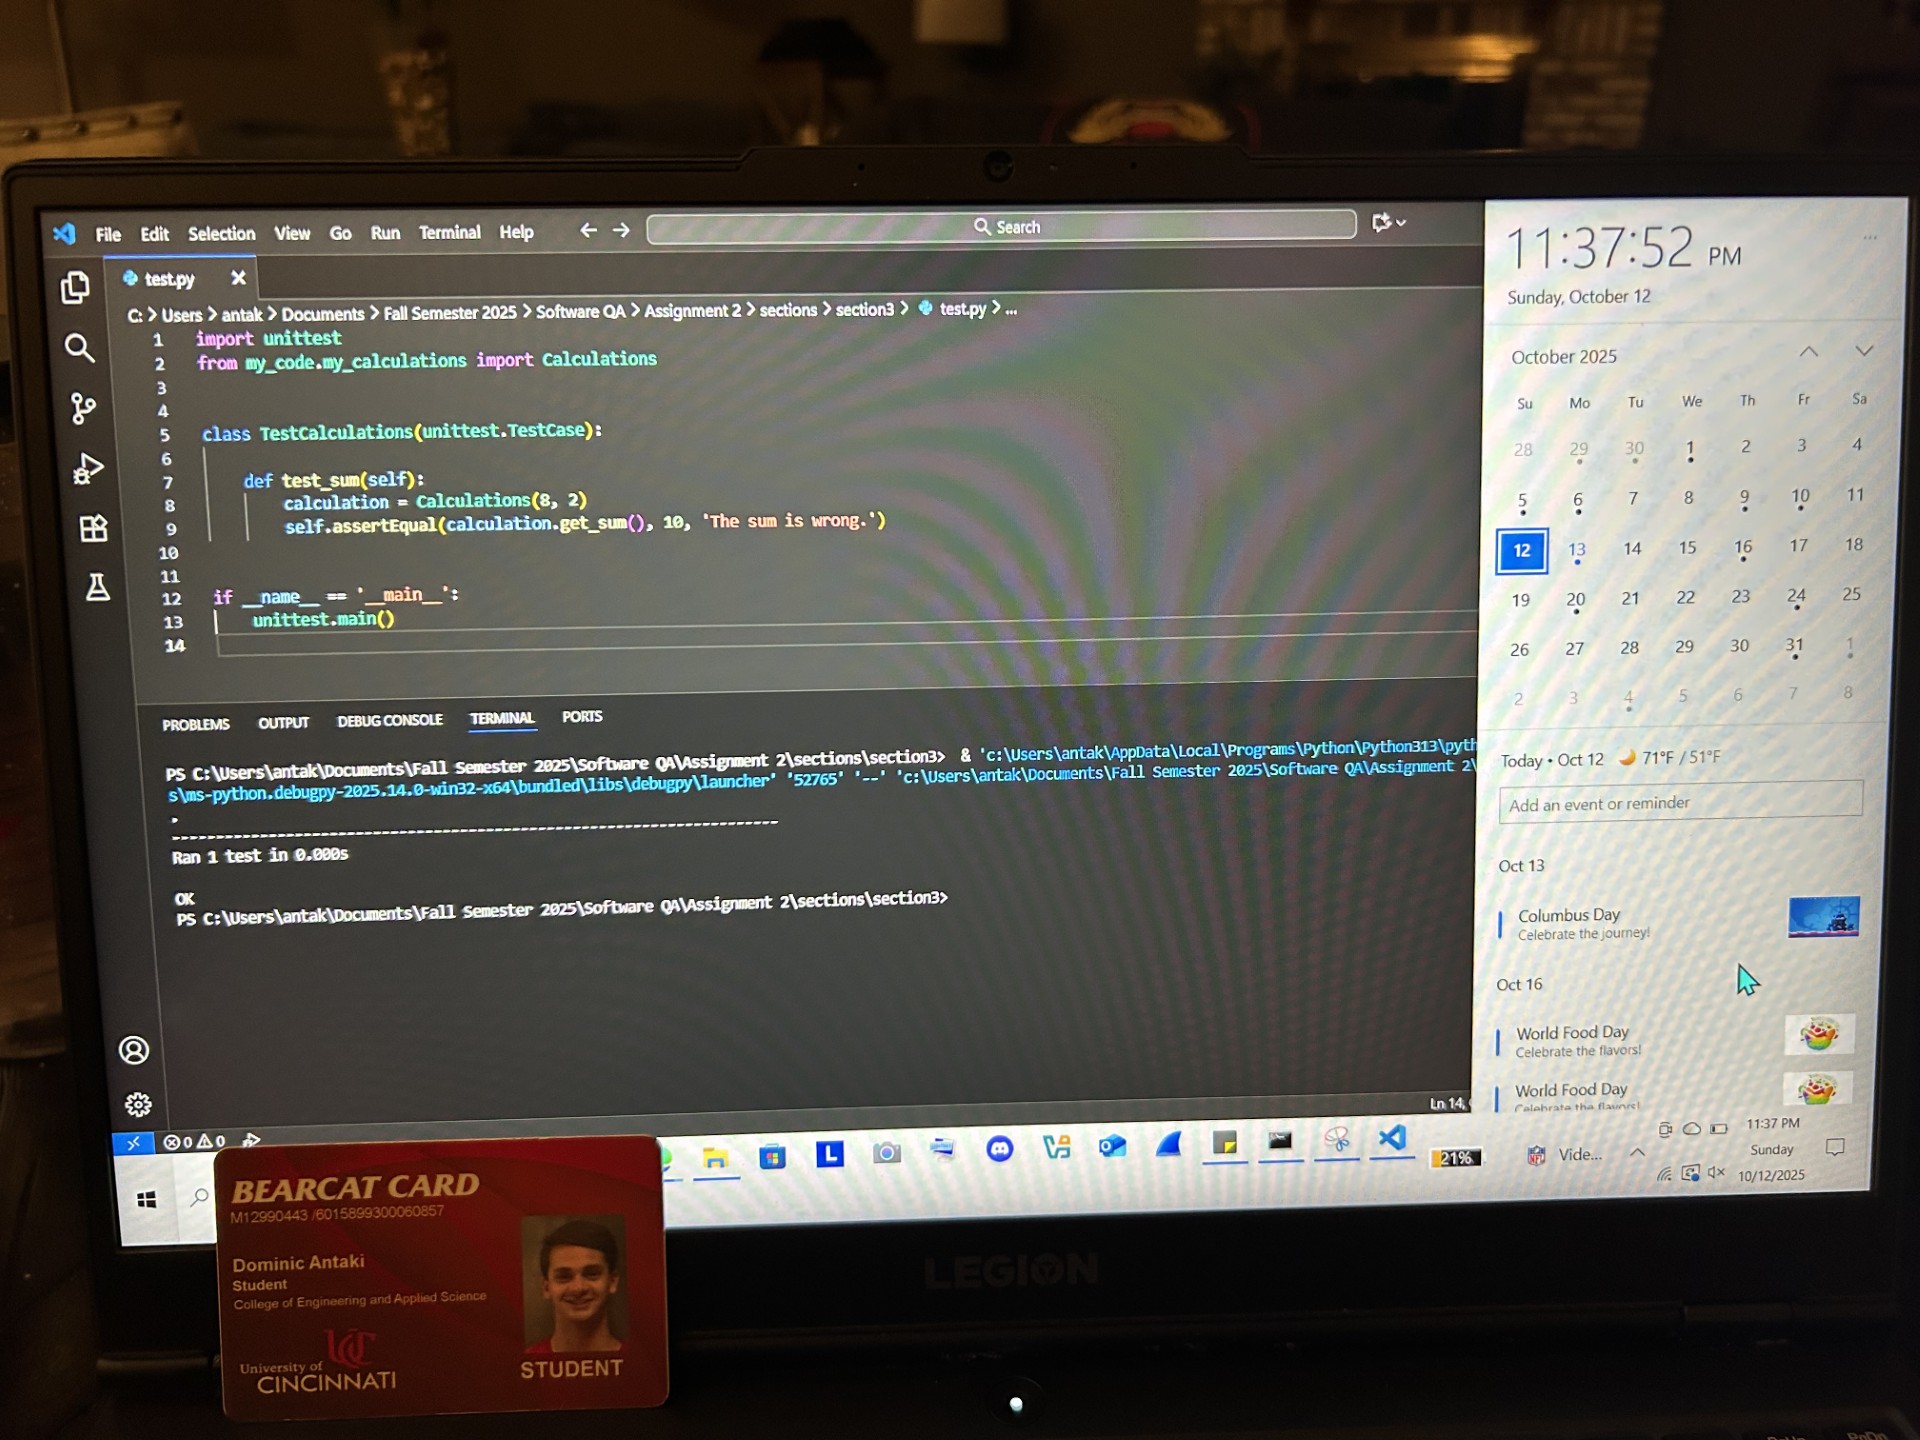 File Edit Selection View Go Run Terminal Help
Search
test.py
C: > Users > antak > Documents > Fall Semester 2025 > Software QA > Assignment 2 > sections > section3 > test.py > ...
1 import unittest
2 from my_code.my_calculations import Calculations
3
4
5 class TestCalculations(unittest.TestCase):
6
7 def test_sum(self):
8 calculation = Calculations(8, 2)
9 self.assertEqual(calculation.get_sum(), 10, 'The sum is wrong.')
10
11
12 if __name__ == '__main__':
13 unittest.main()
14
PROBLEMS OUTPUT DEBUG CONSOLE TERMINAL PORTS
PS C:\Users\antak\Documents\Fall Semester 2025\Software QA\Assignment 2\sections\section3> & 'c:\Users\antak\AppData\Local\Programs\Python\Python313\pyth
s\ms-python.debugpy-2025.14.0-win32-x64\bundled\libs\debugpy\launcher' '52765' '--' 'c:\Users\antak\Documents\Fall Semester 2025\Software QA\Assignment 2\
.
----------------------------------------------------------------------
Ran 1 test in 0.000s
OK
PS C:\Users\antak\Documents\Fall Semester 2025\Software QA\Assignment 2\sections\section3>
Ln 14,
0 0
11:37:52 PM
Sunday, October 12
October 2025
Su Mo Tu We Th Fr Sa
28 29 30 1 2 3 4
5 6 7 8 9 10 11
12 13 14 15 16 17 18
19 20 21 22 23 24 25
26 27 28 29 30 31 1
2 3 4 5 6 7 8
Today • Oct 12 71°F / 51°F
Add an event or reminder
Oct 13
Columbus Day
Celebrate the journey!
Oct 16
World Food Day
Celebrate the flavors!
World Food Day
Celebrate the flavors!
L
21%
Vide...
11:37 PM
Sunday
10/12/2025
BEARCAT CARD
M12990443 /6015899300060857
Dominic Antaki
Student
College of Engineering and Applied Science
UC
University of
CINCINNATI
STUDENT
LEGION